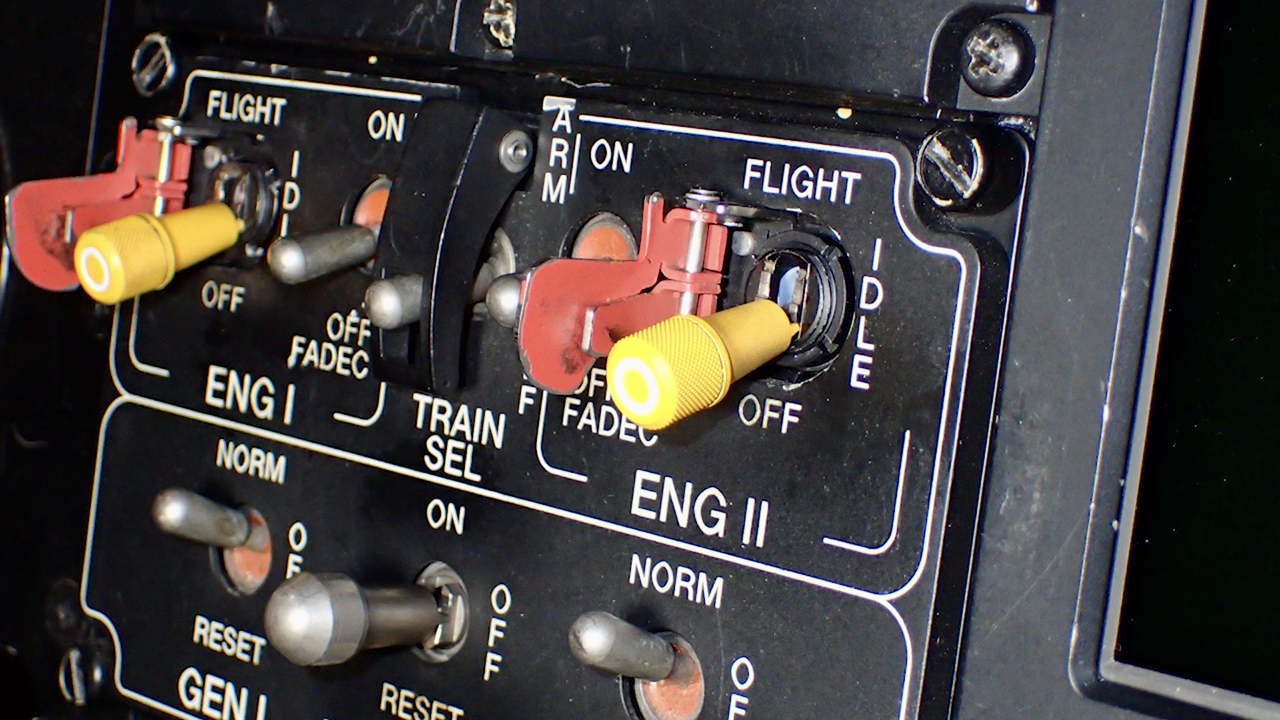 FLIGHT
ON
ARM
ON
FLIGHT
IDLE
OFF
OFF
FADEC
OFF
FADEC
ENG I
TRAIN
SEL
ENG II
NORM
ON
NORM
OFF
RESET
RESET
GEN I